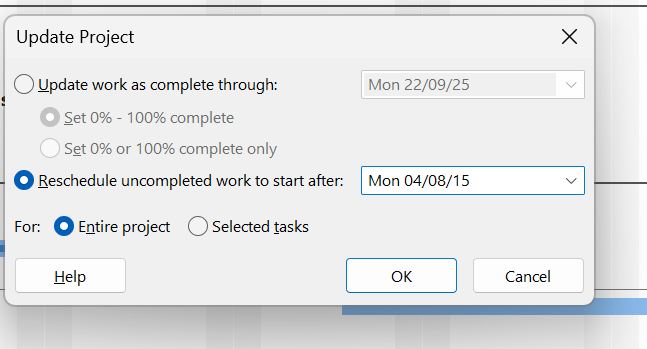 Update Project
Update work as complete through: Mon 22/09/25
Set 0% - 100% complete
Set 0% or 100% complete only
Reschedule uncompleted work to start after: Mon 04/08/15
For: Entire project Selected tasks
Help OK Cancel